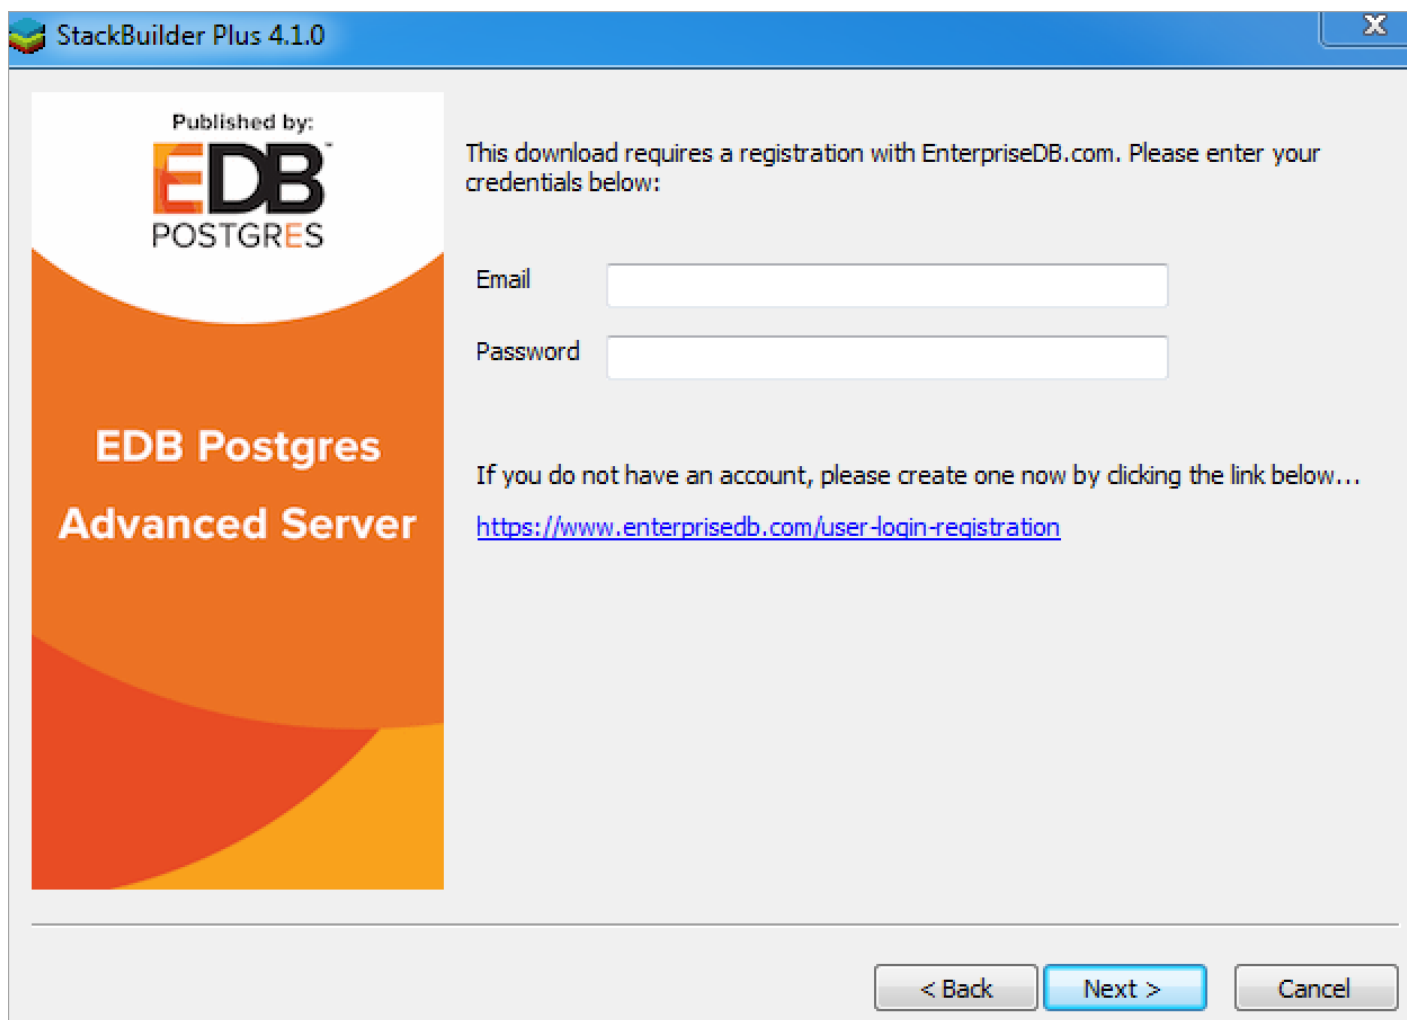 StackBuilder Plus 4.1.0
Published by:
EDB™
POSTGRES
EDB Postgres
Advanced Server
This download requires a registration with EnterpriseDB.com. Please enter your
credentials below:
Email
Password
If you do not have an account, please create one now by clicking the link below...
https://www.enterprisedb.com/user-login-registration
< Back
Next >
Cancel